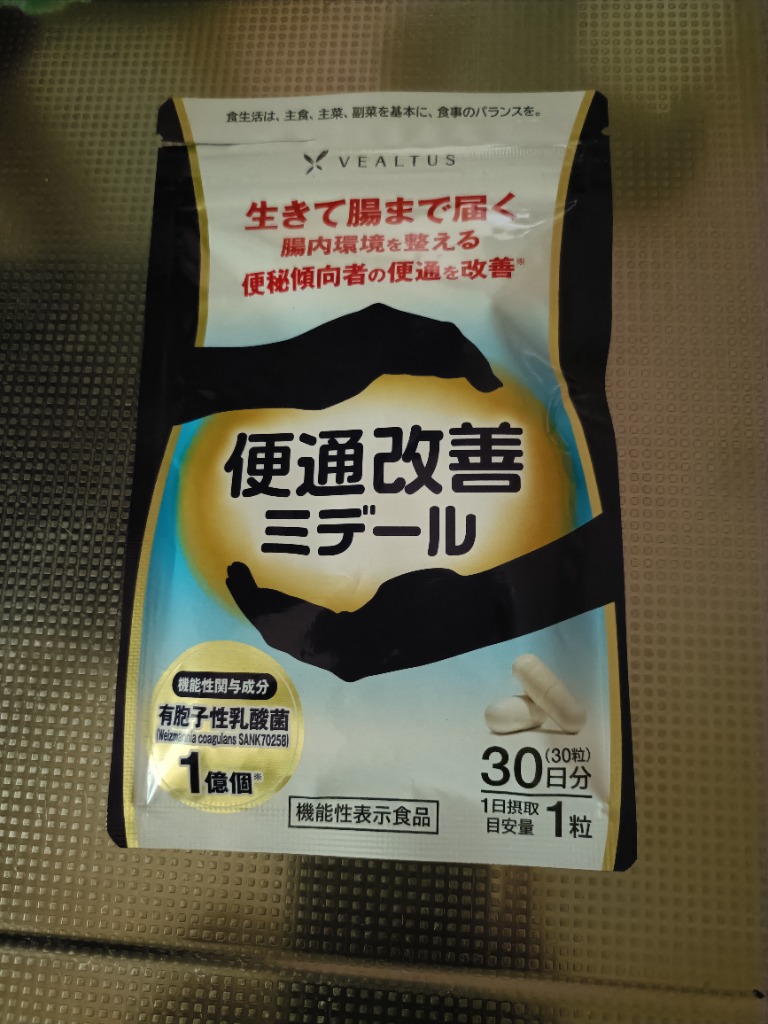 食生活は、主食、主菜、副菜を基本に、食事のバランスを。
VEALTUS
生きて腸まで届く
腸内環境を整える
便秘傾向者の便通を改善※
便通改善
ミデール
機能性関与成分
有胞子性乳酸菌
(Weizmannia coagulans SANK70258)
1億個※
機能性表示食品
30日分(30粒)
1日摂取目安量 1粒